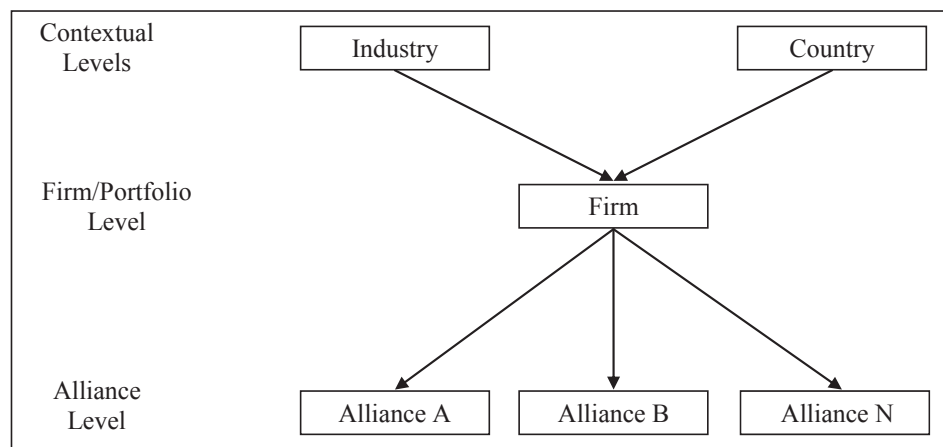 Contextual
Levels
Industry
Country
Firm/Portfolio
Level
Firm
Alliance
Level
Alliance A
Alliance B
Alliance N